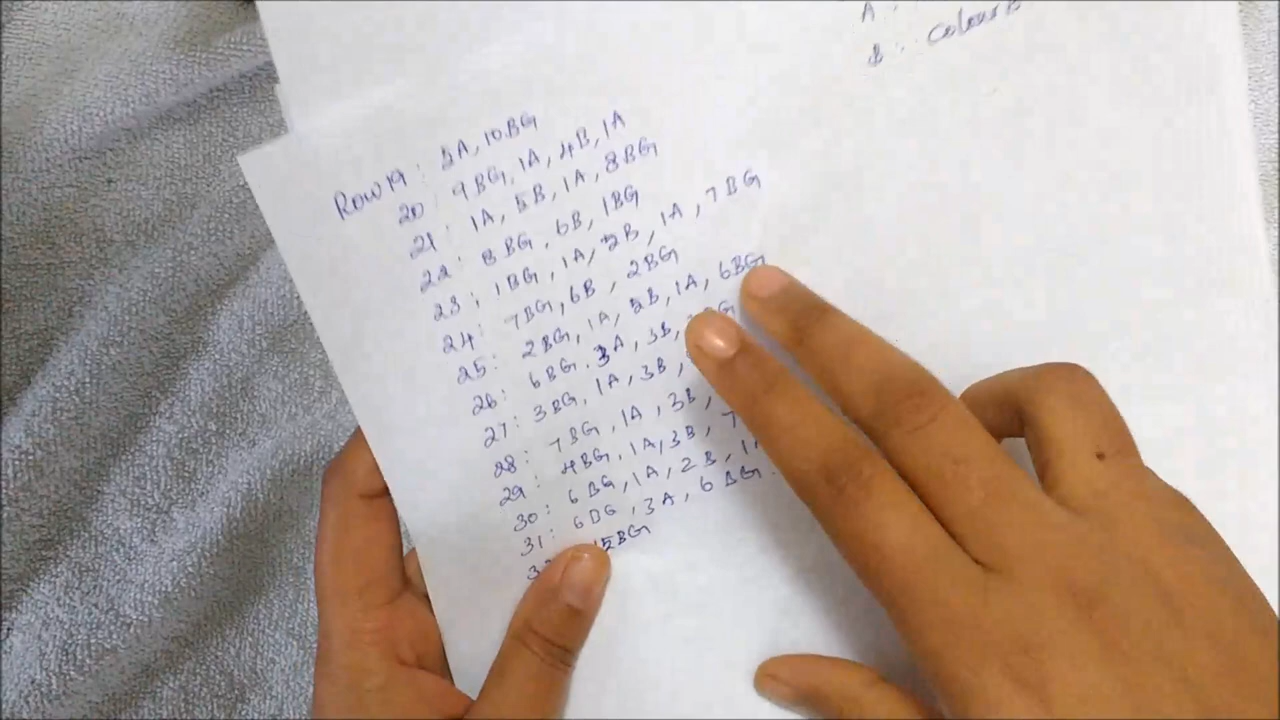 A :
B : Colour B
Row 19 : 5A, 10BG
20 : 9BG, 1A, 4B, 1A
21 : 1A, 5B, 1A, 8BG
22 : 8BG, 6B, 1BG
23 : 1BG, 1A, 5B, 1A, 7BG
24 : 7BG, 6B, 2BG
25 : 2BG, 1A, 5B, 1A, 6BG
26 : 6BG, 3A, 3B,
27 : 3BG, 1A, 3B,
28 : 7BG, 1A, 3B,
29 : 4BG, 1A, 3B, 7
30 : 6BG, 1A, 2B, 1
31 : 6BG, 3A, 6BG.
15BG